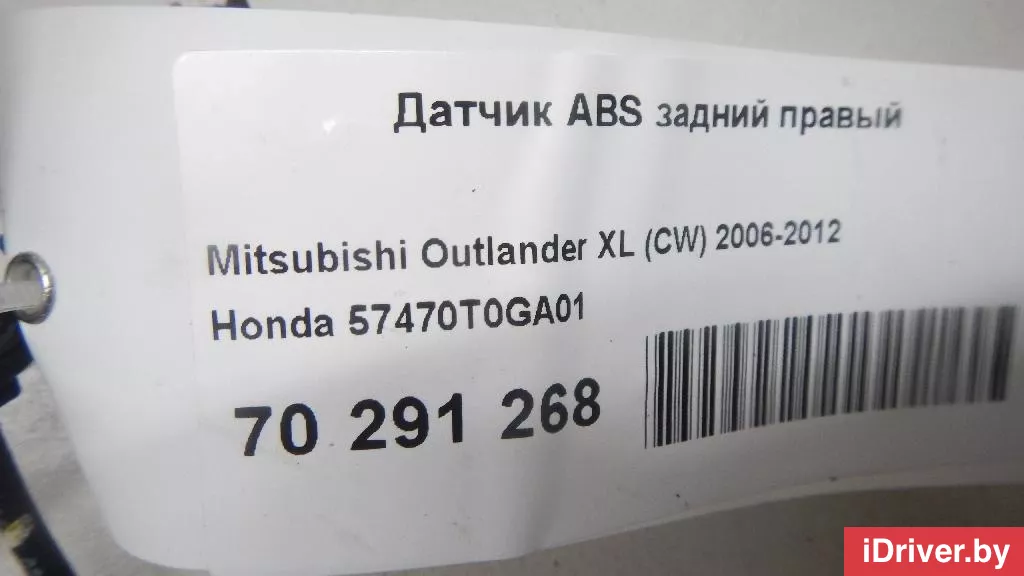 Датчик ABS задний правый
Mitsubishi Outlander XL (CW) 2006-2012
Honda 57470T0GA01
70 291 268
iDriver.by